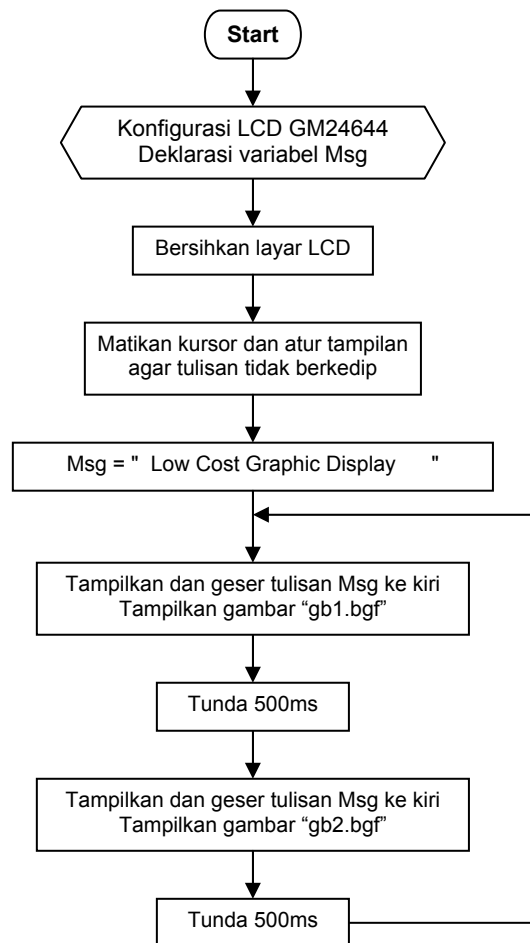 Start
Konfigurasi LCD GM24644
Deklarasi variabel Msg
Bersihkan layar LCD
Matikan kursor dan atur tampilan
agar tulisan tidak berkedip
Msg = "  Low Cost Graphic Display      "
Tampilkan dan geser tulisan Msg ke kiri
Tampilkan gambar “gb1.bgf”
Tunda 500ms
Tampilkan dan geser tulisan Msg ke kiri
Tampilkan gambar “gb2.bgf”
Tunda 500ms